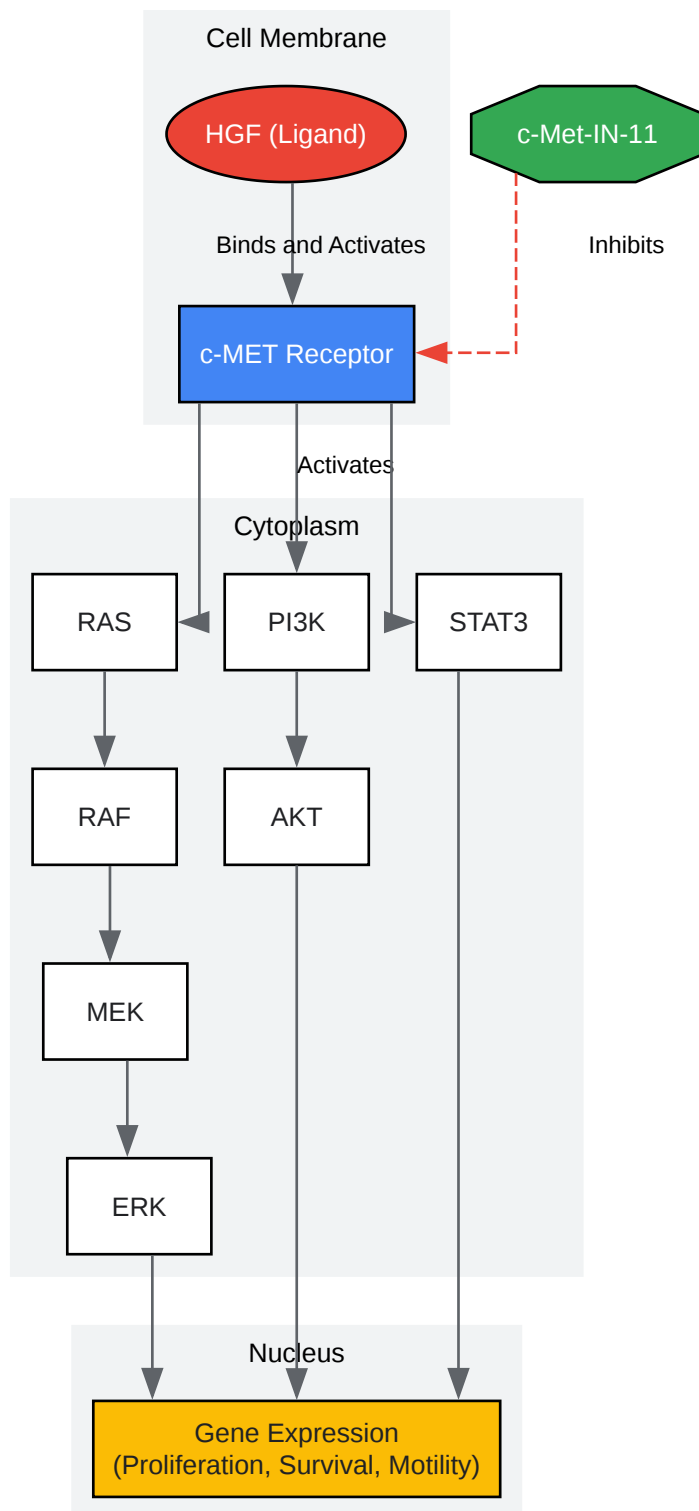 Cell Membrane
HGF (Ligand)
c-Met-IN-11
Binds and Activates
Inhibits
c-MET Receptor
Activates
Cytoplasm
RAS
PI3K
STAT3
RAF
AKT
MEK
ERK
Nucleus
Gene Expression
(Proliferation, Survival, Motility)